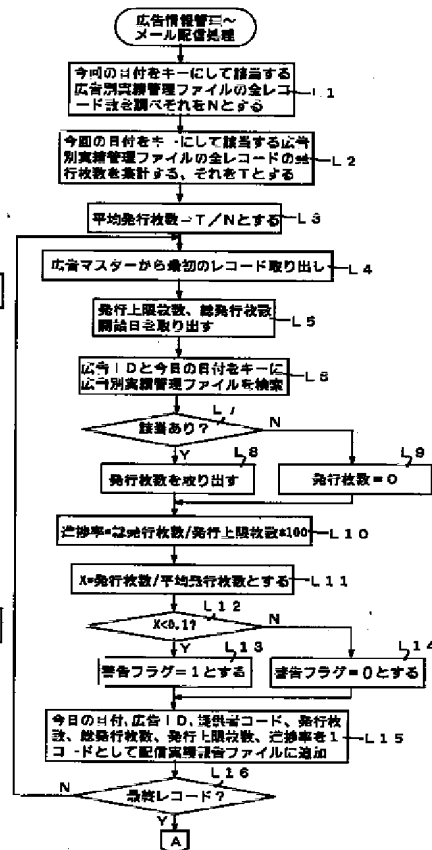 広告情報管理～
メール配信処理
今回の日付をキーにして該当する
広告別実績管理ファイルの全レコ
ード数を調べそれをNとする
L1
今回の日付をキーにして該当する広告
別実績管理ファイルの全レコードの発
行枚数を集計する、それをTとする
L2
平均発行枚数＝T／Nとする
L3
広告マスターから最初のレコード取り出し
L4
発行上限枚数、総発行枚数
開始日を取り出す
L5
広告IDと今日の日付をキーに
広告別実績管理ファイルを検索
L6
L7
該当あり？
N
Y
L8
発行枚数を取り出す
L9
発行枚数＝0
進捗率=総発行枚数/発行上限枚数*100
L10
X=発行枚数/平均発行枚数とする
L11
L12
X<0.1?
N
Y
L13
警告フラグ＝1とする
L14
警告フラグ＝0とする
今日の日付、広告ID、提供者コード、発行枚
数、総発行枚数、発行上限枚数、進捗率を1レ
コードとして配信実績報告ファイルに追加
L15
L16
N
最終レコード？
Y
A